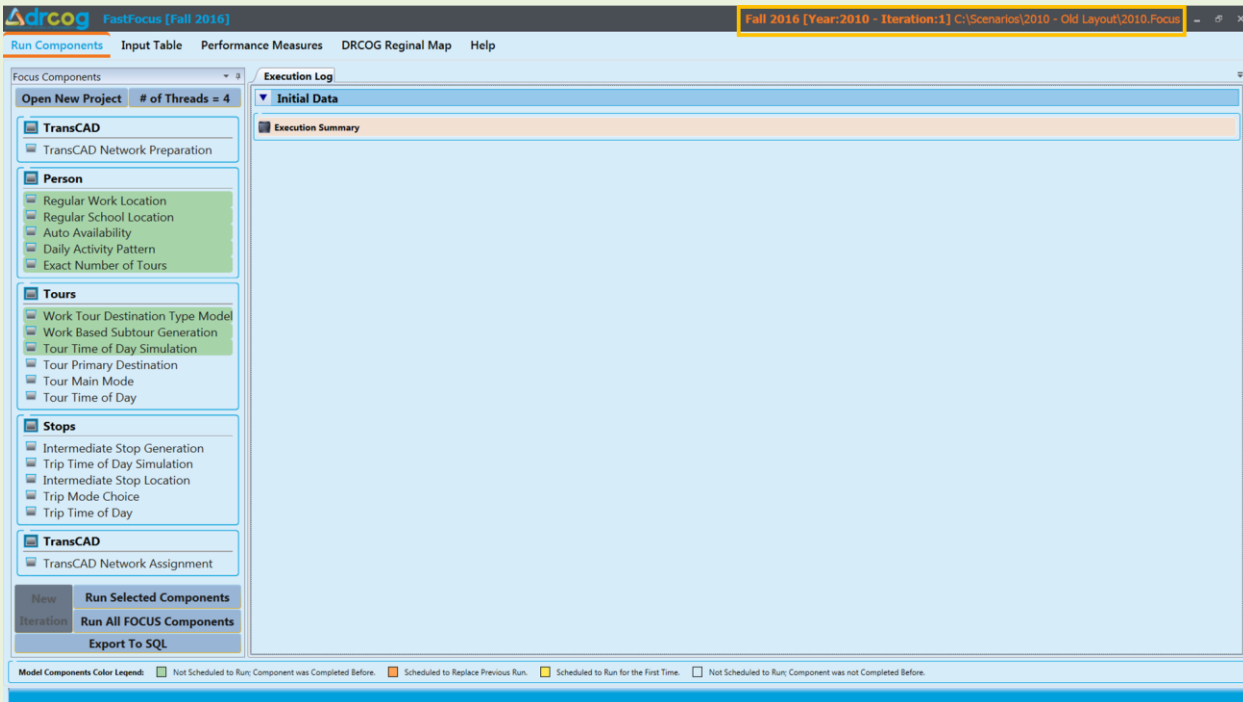 drcog FastFocus [Fall 2016]
Fall 2016 [Year:2010 - Iteration:1] C:\Scenarios\2010 - Old Layout\2010.Focus
Run Components Input Table Performance Measures DRCOG Reginal Map Help
Focus Components
Execution Log
Open New Project # of Threads = 4
Initial Data
Execution Summary
TransCAD
TransCAD Network Preparation
Person
Regular Work Location
Regular School Location
Auto Availability
Daily Activity Pattern
Exact Number of Tours
Tours
Work Tour Destination Type Model
Work Based Subtour Generation
Tour Time of Day Simulation
Tour Primary Destination
Tour Main Mode
Tour Time of Day
Stops
Intermediate Stop Generation
Trip Time of Day Simulation
Intermediate Stop Location
Trip Mode Choice
Trip Time of Day
TransCAD
TransCAD Network Assignment
New Iteration
Run Selected Components
Run All FOCUS Components
Export To SQL
Model Components Color Legend: Not Scheduled to Run; Component was Completed Before. Scheduled to Replace Previous Run. Scheduled to Run for the First Time. Not Scheduled to Run; Component was not Completed Before.